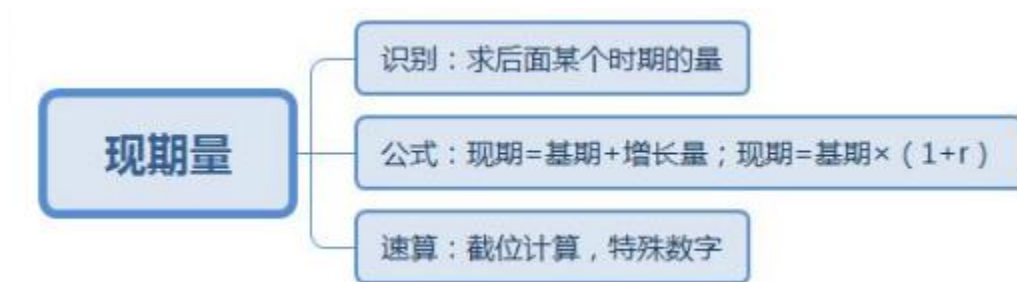 现期量
识别：求后面某个时期的量
公式：现期=基期+增长量；现期=基期×（1+r）
速算：截位计算，特殊数字